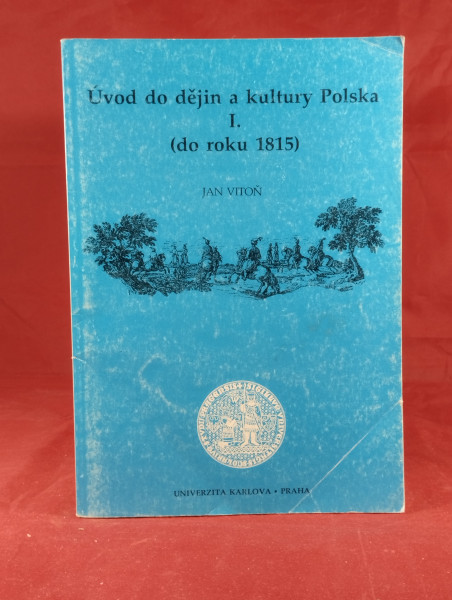 Úvod do dějin a kultury Polska
I.
(do roku 1815)
JAN VITOŇ
UNIVERZITA KARLOVA • PRAHA